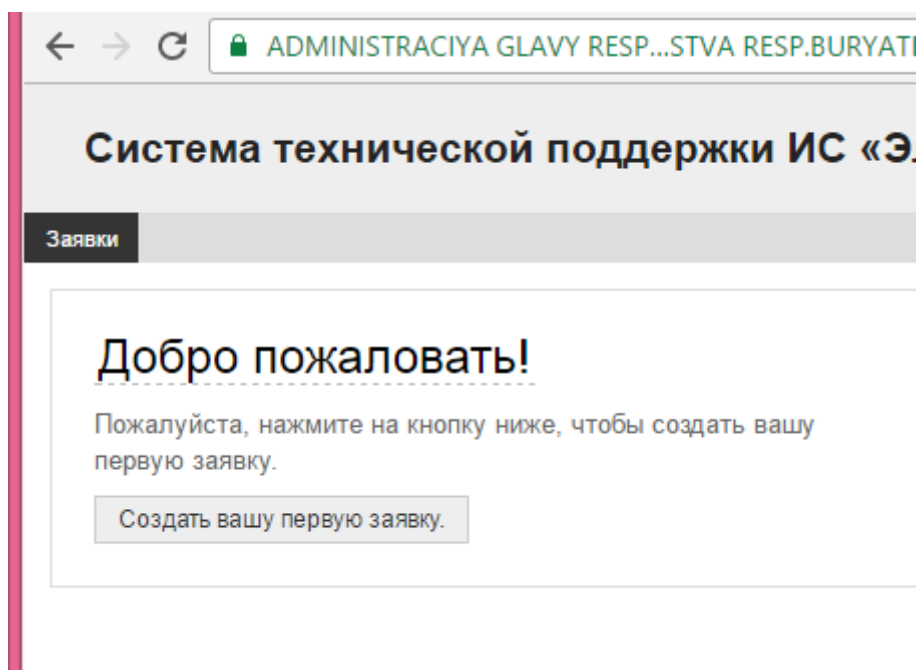 ADMINISTRACIYA GLAVY RESP...STVA RESP.BURYATI
Система технической поддержки ИС «Эл
Заявки
Добро пожаловать!
Пожалуйста, нажмите на кнопку ниже, чтобы создать вашу
первую заявку.
Создать вашу первую заявку.